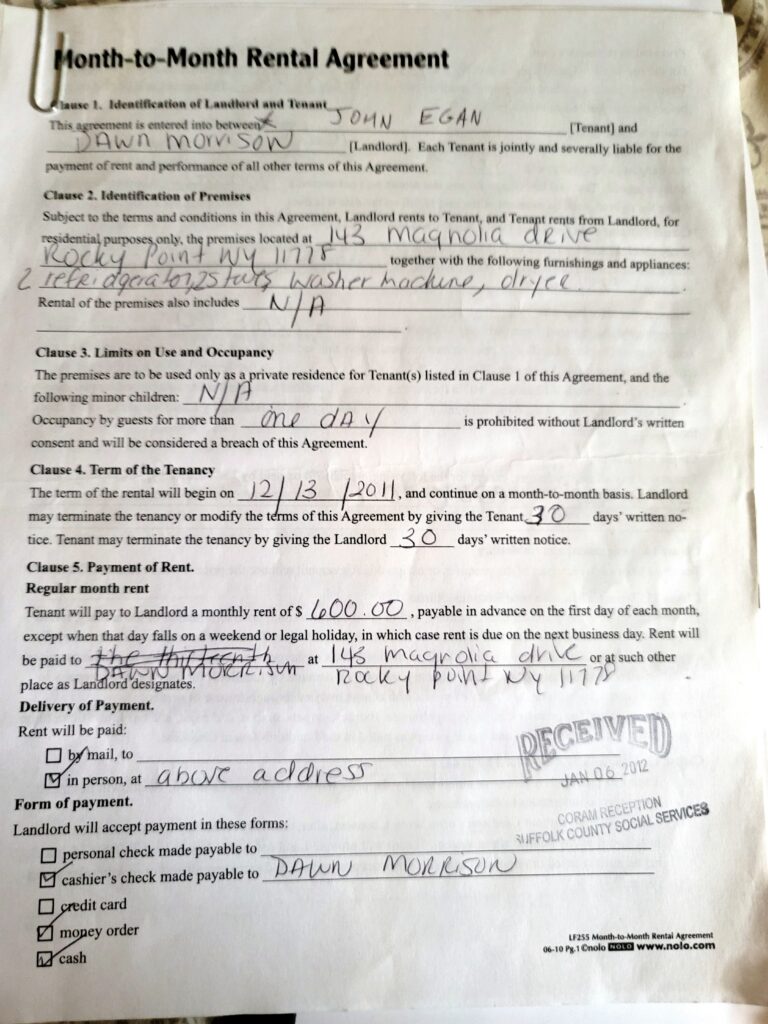 Month-to-Month Rental Agreement
Clause 1. Identification of Landlord and Tenant
This agreement is entered into between JOHN EGAN [Tenant] and
DAWN MORRISON [Landlord]. Each Tenant is jointly and severally liable for the
payment of rent and performance of all other terms of this Agreement.
Clause 2. Identification of Premises
Subject to the terms and conditions in this Agreement, Landlord rents to Tenant, and Tenant rents from Landlord, for
residential purposes only, the premises located at 143 magnolia drive
Rocky Point NY 11778 together with the following furnishings and appliances:
2 refridgerator, 2 washer machine, dryer.
Rental of the premises also includes N/A
Clause 3. Limits on Use and Occupancy
The premises are to be used only as a private residence for Tenant(s) listed in Clause 1 of this Agreement, and the
following minor children: N/A
Occupancy by guests for more than one day is prohibited without Landlord's written
consent and will be considered a breach of this Agreement.
Clause 4. Term of the Tenancy
The term of the rental will begin on 12/13/2011, and continue on a month-to-month basis. Landlord
may terminate the tenancy or modify the terms of this Agreement by giving the Tenant 30 days' written no-
tice. Tenant may terminate the tenancy by giving the Landlord 30 days' written notice.
Clause 5. Payment of Rent.
Regular month rent
Tenant will pay to Landlord a monthly rent of $ 600.00, payable in advance on the first day of each month,
except when that day falls on a weekend or legal holiday, in which case rent is due on the next business day. Rent will
be paid to the thirteenth at 143 magnolia drive or at such other
DAWN MORRISON Rocky point NY 11778
place as Landlord designates.
Delivery of Payment.
Rent will be paid:
by mail, to
in person, at above address
RECEIVED
JAN 06 2012
CORAM RECEPTION
SUFFOLK COUNTY SOCIAL SERVICES
Form of payment.
Landlord will accept payment in these forms:
personal check made payable to
cashier's check made payable to DAWN MORRISON
credit card
money order
cash
LF255 Month-to-Month Rental Agreement
06-10 Pg.1 ©nolo NOLO www.nolo.com